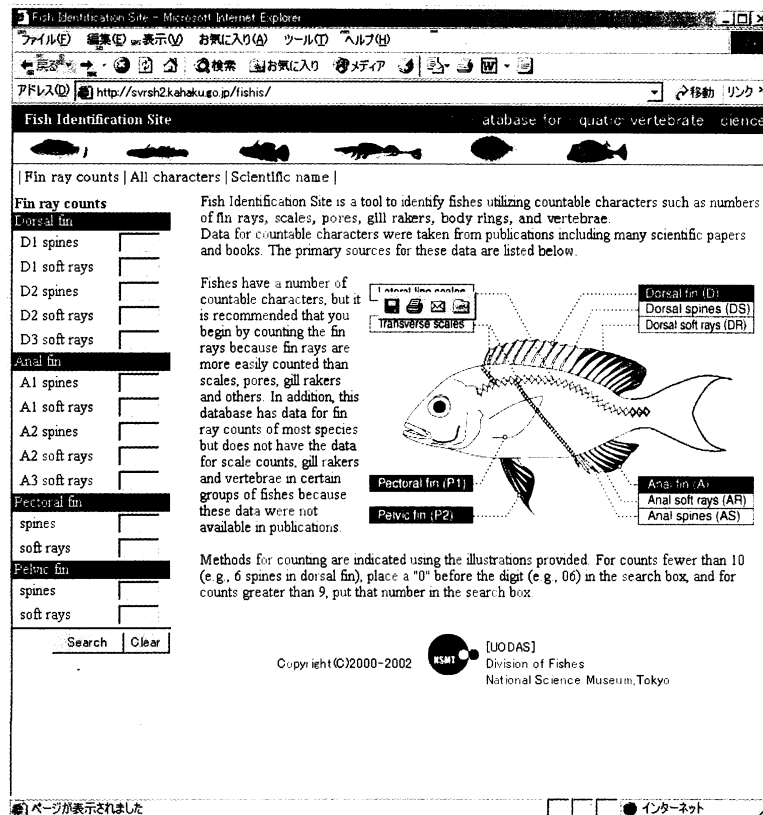 Fish Identification Site - Microsoft Internet Explorer
ファイル(F) 編集(E) 表示(V) お気に入り(A) ツール(T) ヘルプ(H)
戻る 検索 お気に入り メディア
アドレス(D) http://svrsh2.kahaku.go.jp/fishis/ 移動 リンク »
Fish Identification Site atabase for quatic vertebrate cience
| Fin ray counts | All characters | Scientific name |
Fin ray counts
Dorsal fin
D1 spines
D1 soft rays
D2 spines
D2 soft rays
D3 soft rays
Anal fin
A1 spines
A1 soft rays
A2 spines
A2 soft rays
A3 soft rays
Pectoral fin
spines
soft rays
Pelvic fin
spines
soft rays
Search Clear
Fish Identification Site is a tool to identify fishes utilizing countable characters such as numbers
of fin rays, scales, pores, gill rakers, body rings, and vertebrae.
Data for countable characters were taken from publications including many scientific papers
and books. The primary sources for these data are listed below.
Fishes have a number of
countable characters, but it
is recommended that you
begin by counting the fin
rays because fin rays are
more easily counted than
scales, pores, gill rakers
and others. In addition, this
database has data for fin
ray counts of most species
but does not have the data
for scale counts, gill rakers
and vertebrae in certain
groups of fishes because
these data were not
available in publications.
Lateral line scales
Transverse scales
Dorsal fin (D)
Dorsal spines (DS)
Dorsal soft rays (DR)
Pectoral fin (P1)
Pelvic fin (P2)
Anal fin (A)
Anal soft rays (AR)
Anal spines (AS)
Methods for counting are indicated using the illustrations provided. For counts fewer than 10
(e.g., 6 spines in dorsal fin), place a "0" before the digit (e.g., 06) in the search box, and for
counts greater than 9, put that number in the search box.
Copyright(C)2000-2002
NSMT
[UODAS]
Division of Fishes
National Science Museum,Tokyo
ページが表示されました インターネット